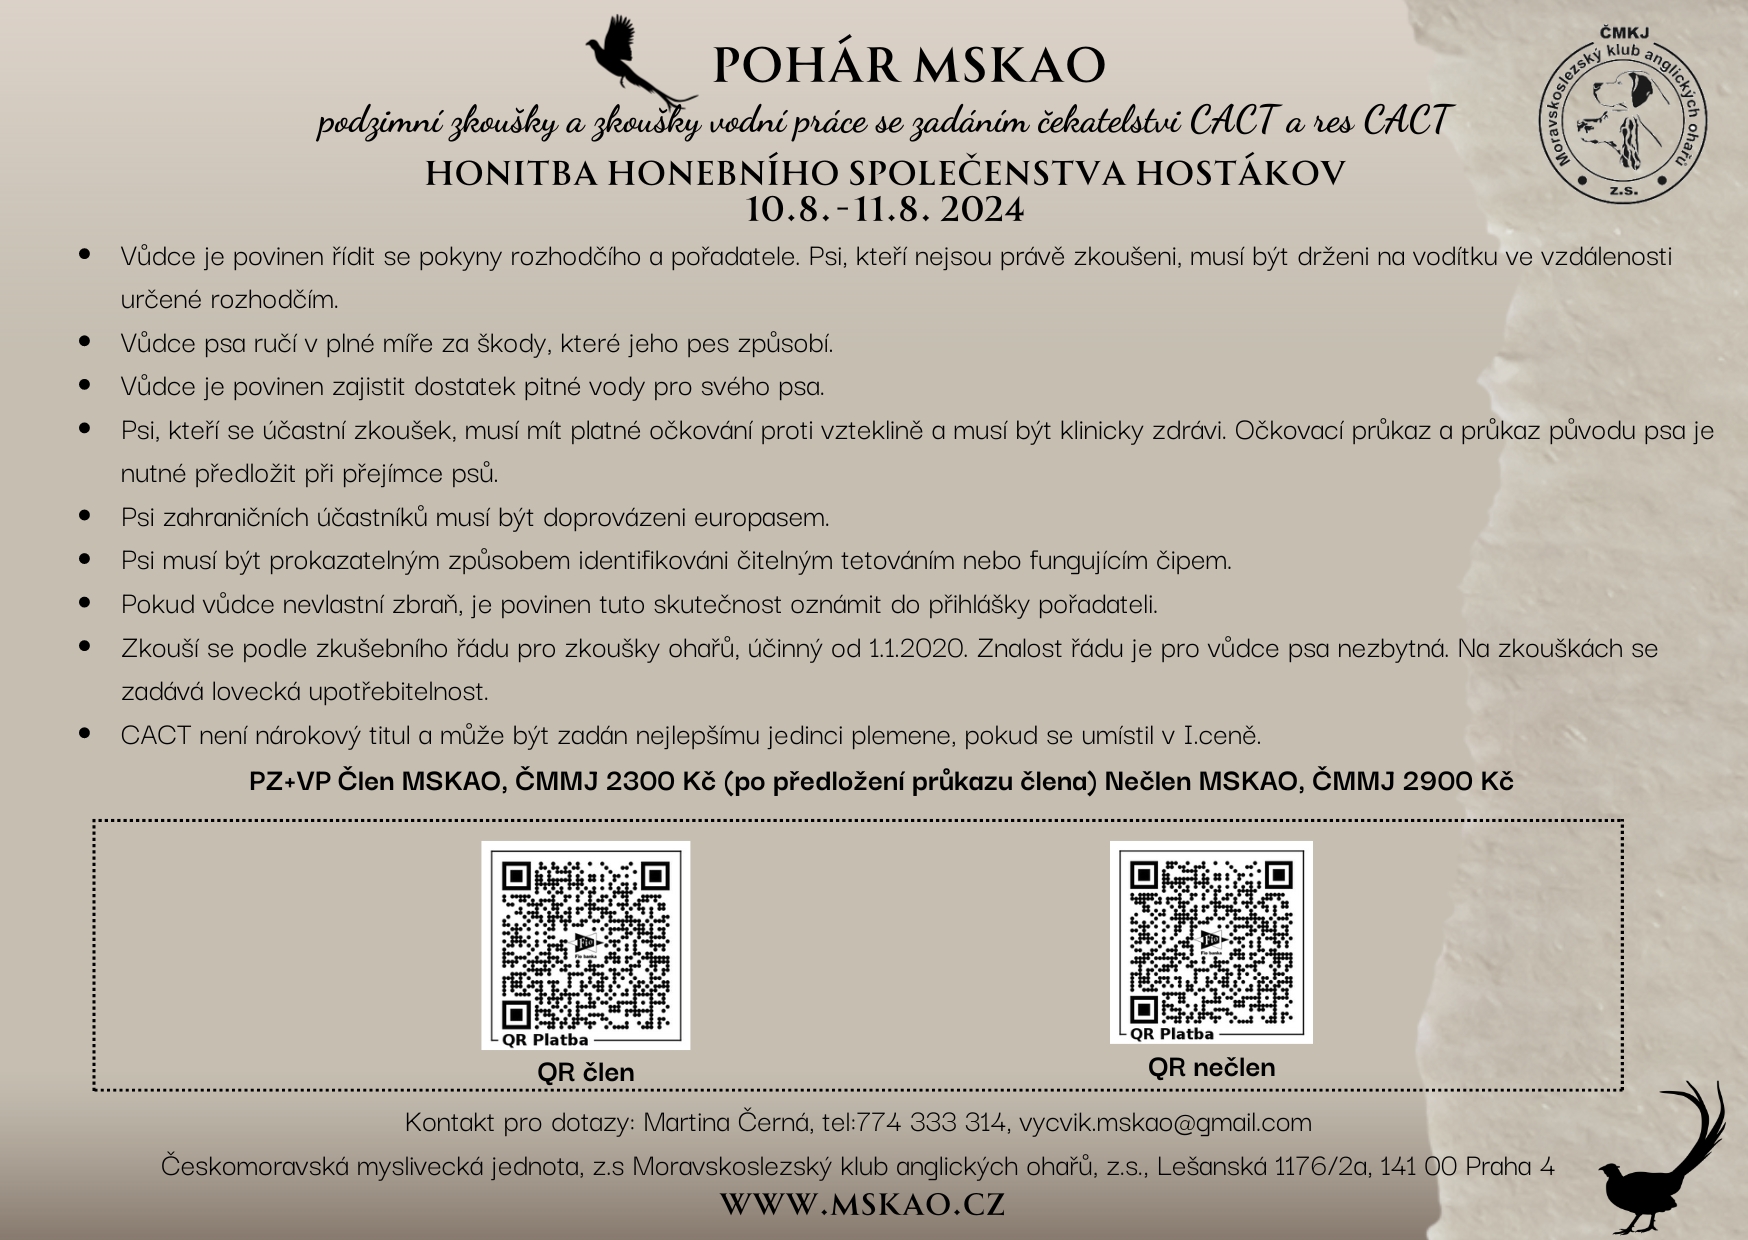 POHÁR MSKAO
podzimní zkoušky a zkoušky vodní práce se zadáním čekatelstvi CACT a res CACT
HONITBA HONEBNÍHO SPOLEČENSTVA HOSTÁKOV
10.8.-11.8. 2024
ČMKJ
Moravskoslezský klub anglických ohařů
z.s.
• Vůdce je povinen řídit se pokyny rozhodčího a pořadatele. Psi, kteří nejsou právě zkoušeni, musí být drženi na vodítku ve vzdálenosti
určené rozhodčím.
• Vůdce psa ručí v plné míře za škody, které jeho pes způsobí.
• Vůdce je povinen zajistit dostatek pitné vody pro svého psa.
• Psi, kteří se účastní zkoušek, musí mít platné očkování proti vzteklině a musí být klinicky zdrávi. Očkovací průkaz a průkaz původu psa je
nutné předložit při přejímce psů.
• Psi zahraničních účastníků musí být doprovázeni europasem.
• Psi musí být prokazatelným způsobem identifikováni čitelným tetováním nebo fungujícím čipem.
• Pokud vůdce nevlastní zbraň, je povinen tuto skutečnost oznámit do přihlášky pořadateli.
• Zkouší se podle zkušebního řádu pro zkoušky ohařů, účinný od 1.1.2020. Znalost řádu je pro vůdce psa nezbytná. Na zkouškách se
zadává lovecká upotřebitelnost.
• CACT není nárokový titul a může být zadán nejlepšímu jedinci plemene, pokud se umístil v I.ceně.
PZ+VP Člen MSKAO, ČMMJ 2300 Kč (po předložení průkazu člena) Nečlen MSKAO, ČMMJ 2900 Kč
Fio banka
QR Platba
QR člen
Fio banka
QR Platba
QR nečlen
Kontakt pro dotazy: Martina Černá, tel:774 333 314, vycvik.mskao@gmail.com
Českomoravská myslivecká jednota, z.s Moravskoslezský klub anglických ohařů, z.s., Lešanská 1176/2a, 141 00 Praha 4
WWW.MSKAO.CZ